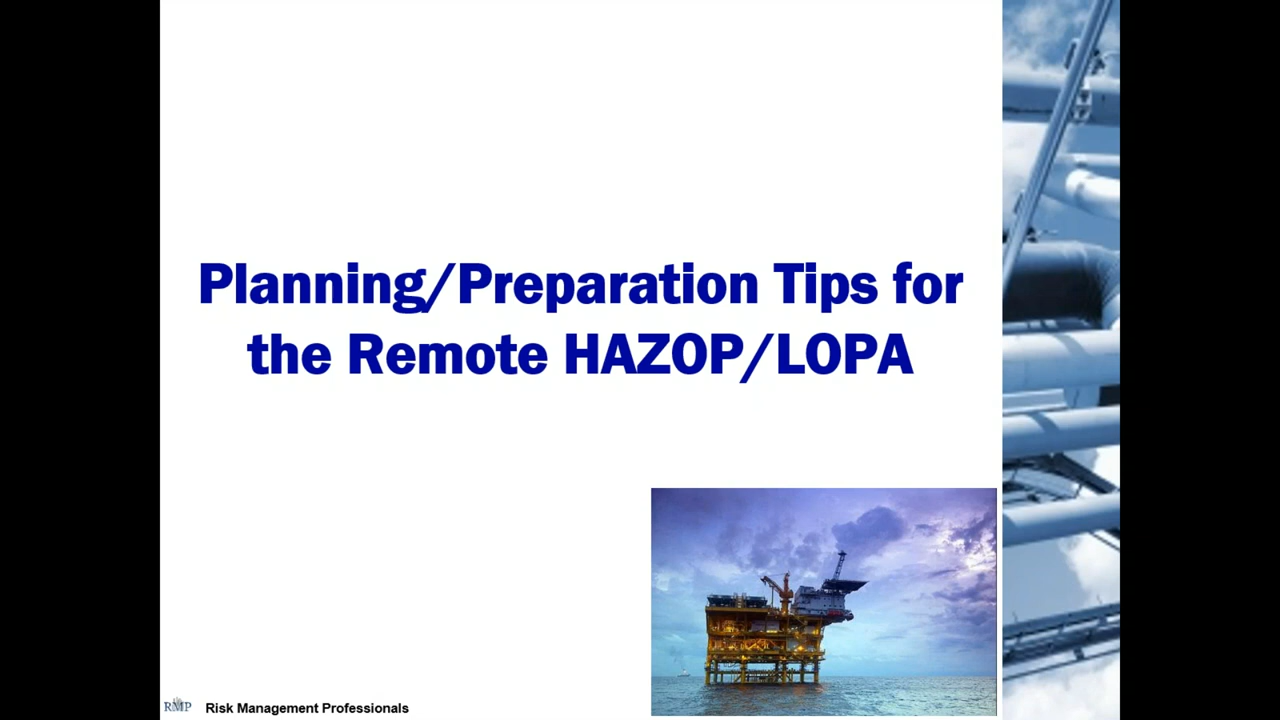 Planning/Preparation Tips for
the Remote HAZOP/LOPA
RMP Risk Management Professionals